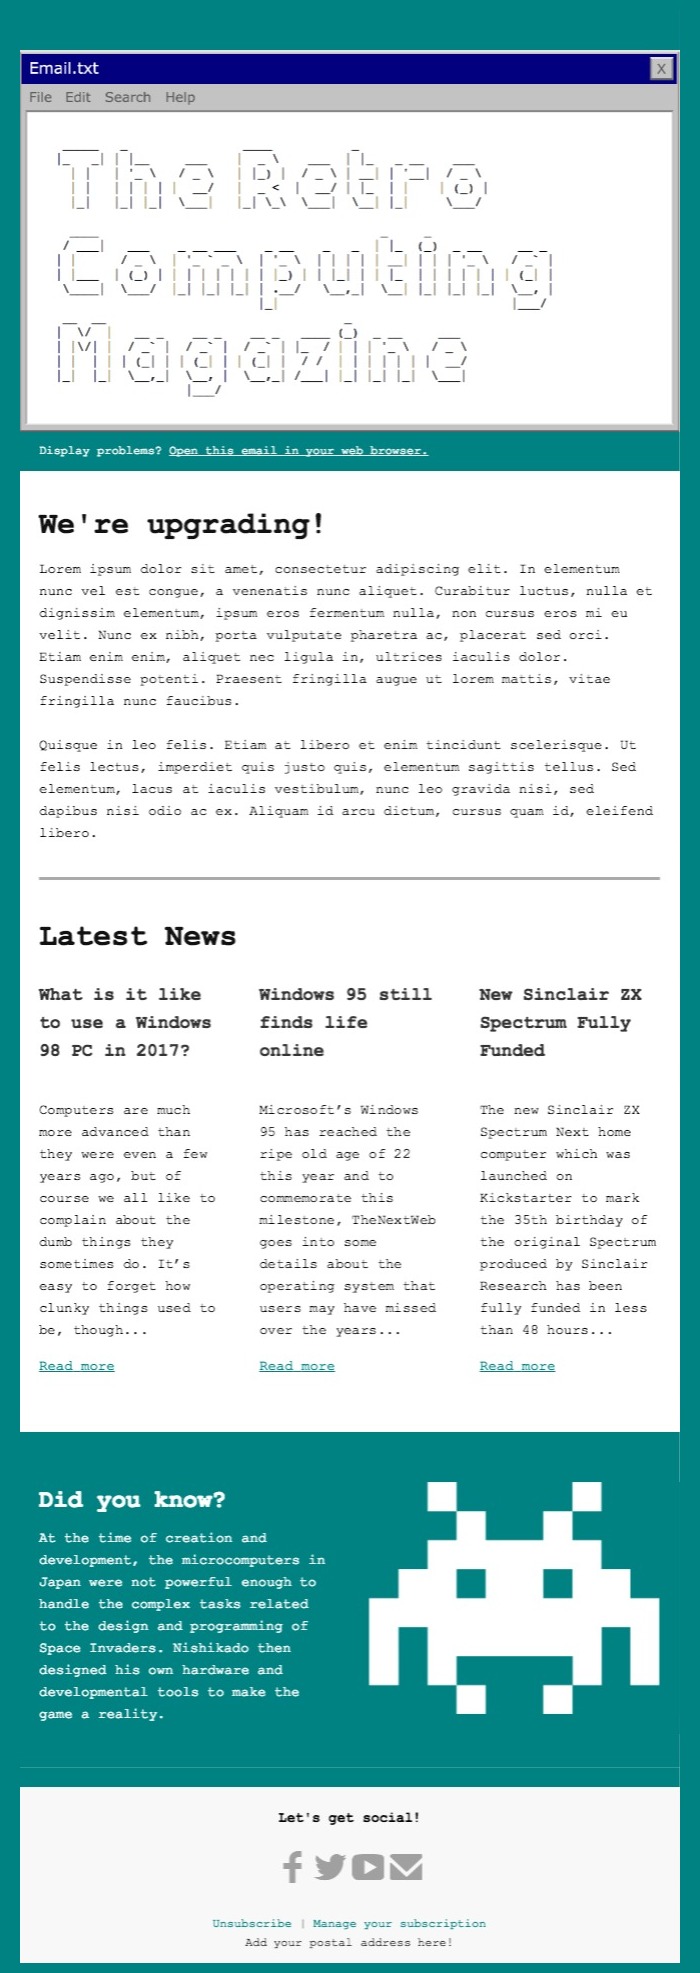 Email.txt
X
File Edit Search Help
The Retro
Computing
Magazine
Display problems? Open this email in your web browser.
We're upgrading!
Lorem ipsum dolor sit amet, consectetur adipiscing elit. In elementum
nunc vel est congue, a venenatis nunc aliquet. Curabitur luctus, nulla et
dignissim elementum, ipsum eros fermentum nulla, non cursus eros mi eu
velit. Nunc ex nibh, porta vulputate pharetra ac, placerat sed orci.
Etiam enim enim, aliquet nec ligula in, ultrices iaculis dolor.
Suspendisse potenti. Praesent fringilla augue ut lorem mattis, vitae
fringilla nunc faucibus.
Quisque in leo felis. Etiam at libero et enim tincidunt scelerisque. Ut
felis lectus, imperdiet quis justo quis, elementum sagittis tellus. Sed
elementum, lacus at iaculis vestibulum, nunc leo gravida nisi, sed
dapibus nisi odio ac ex. Aliquam id arcu dictum, cursus quam id, eleifend
libero.
Latest News
What is it like
to use a Windows
98 PC in 2017?
Computers are much
more advanced than
they were even a few
years ago, but of
course we all like to
complain about the
dumb things they
sometimes do. It’s
easy to forget how
clunky things used to
be, though...
Read more
Windows 95 still
finds life
online
Microsoft’s Windows
95 has reached the
ripe old age of 22
this year and to
commemorate this
milestone, TheNextWeb
goes into some
details about the
operating system that
users may have missed
over the years...
Read more
New Sinclair ZX
Spectrum Fully
Funded
The new Sinclair ZX
Spectrum Next home
computer which was
launched on
Kickstarter to mark
the 35th birthday of
the original Spectrum
produced by Sinclair
Research has been
fully funded in less
than 48 hours...
Read more
Did you know?
At the time of creation and
development, the microcomputers in
Japan were not powerful enough to
handle the complex tasks related
to the design and programming of
Space Invaders. Nishikado then
designed his own hardware and
developmental tools to make the
game a reality.
Let's get social!
Unsubscribe | Manage your subscription
Add your postal address here!